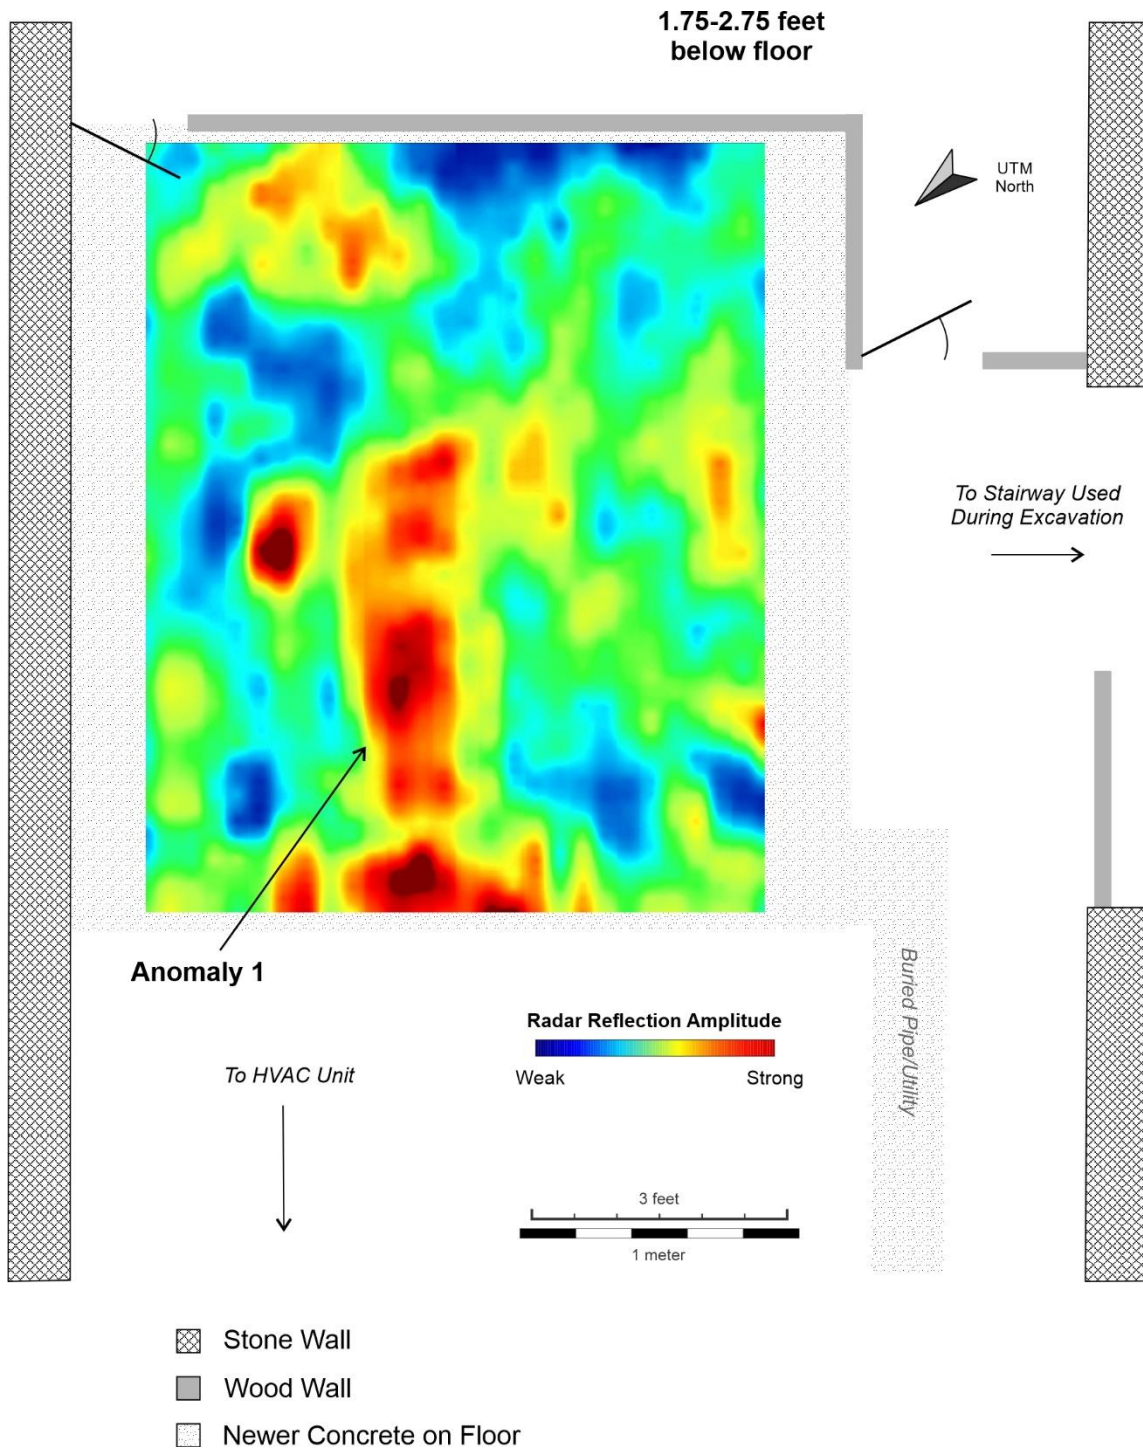 1.75-2.75 feet
below floor
UTM
North
To Stairway Used
During Excavation
Anomaly 1
Buried Pipe/Utility
Radar Reflection Amplitude
Weak
Strong
To HVAC Unit
3 feet
1 meter
Stone Wall
Wood Wall
Newer Concrete on Floor